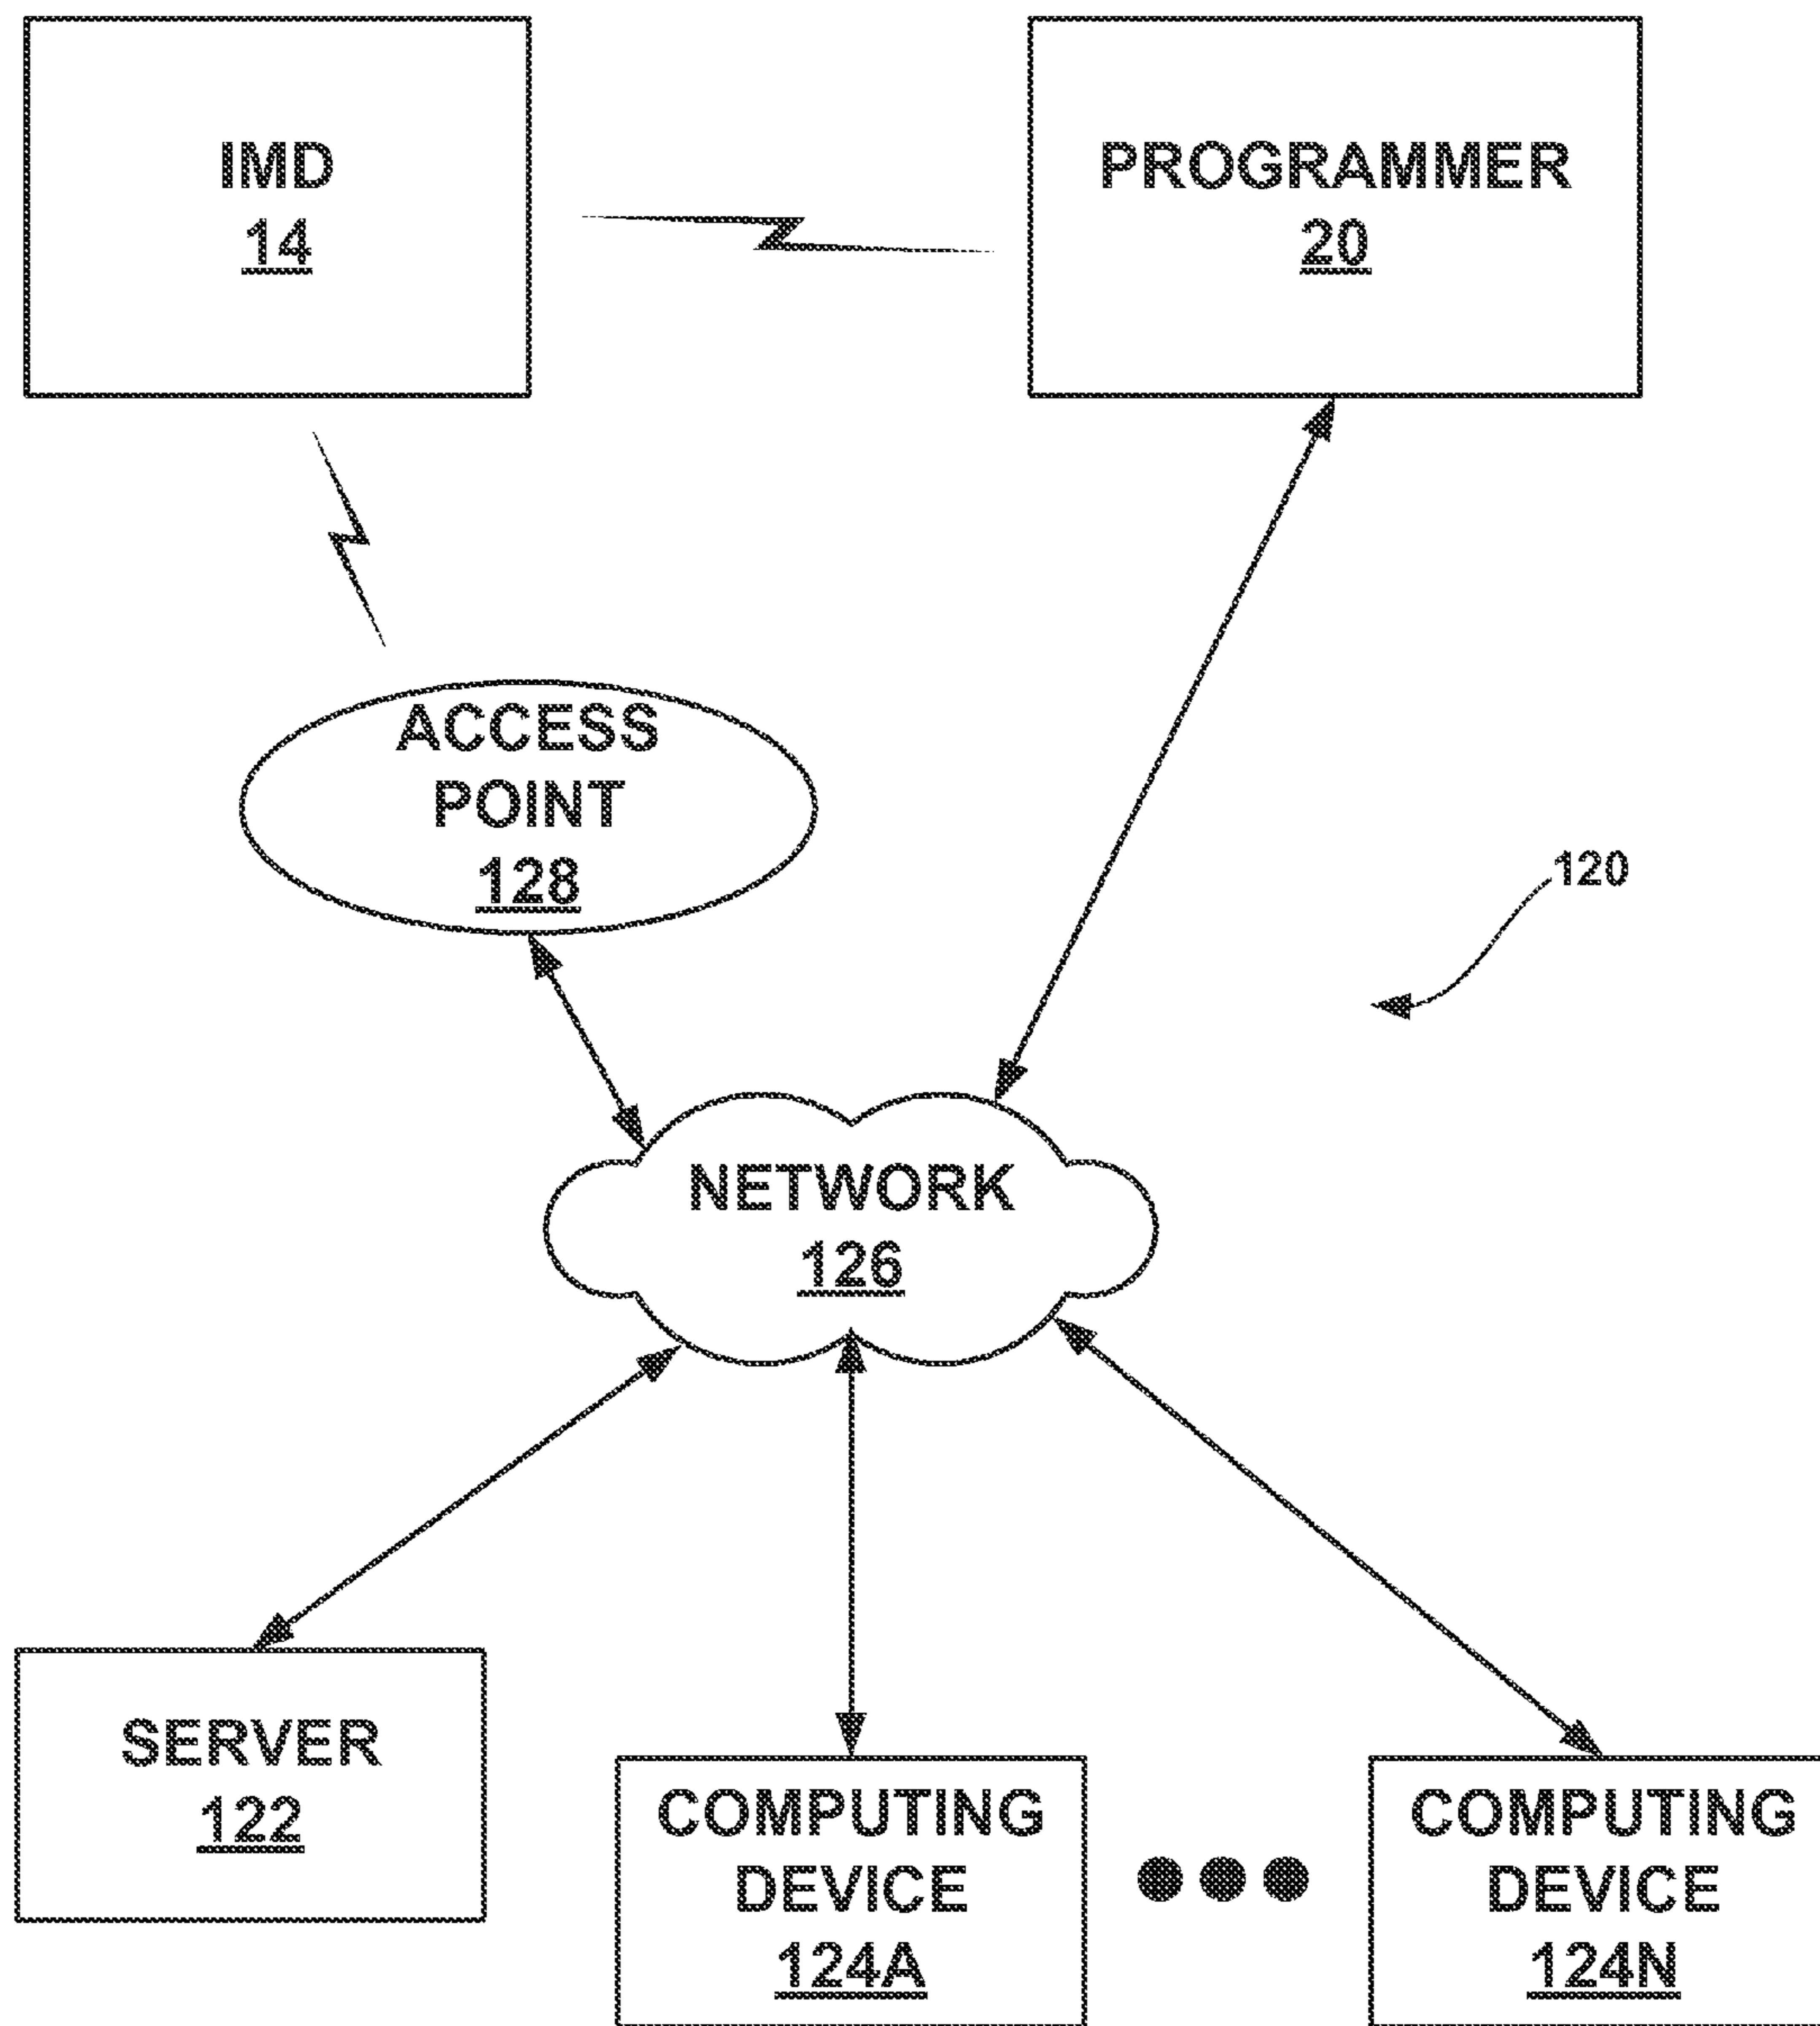 IMD
14
PROGRAMMER
20
ACCESS
POINT
128
120
NETWORK
126
SERVER
122
COMPUTING
DEVICE
124A
COMPUTING
DEVICE
124N